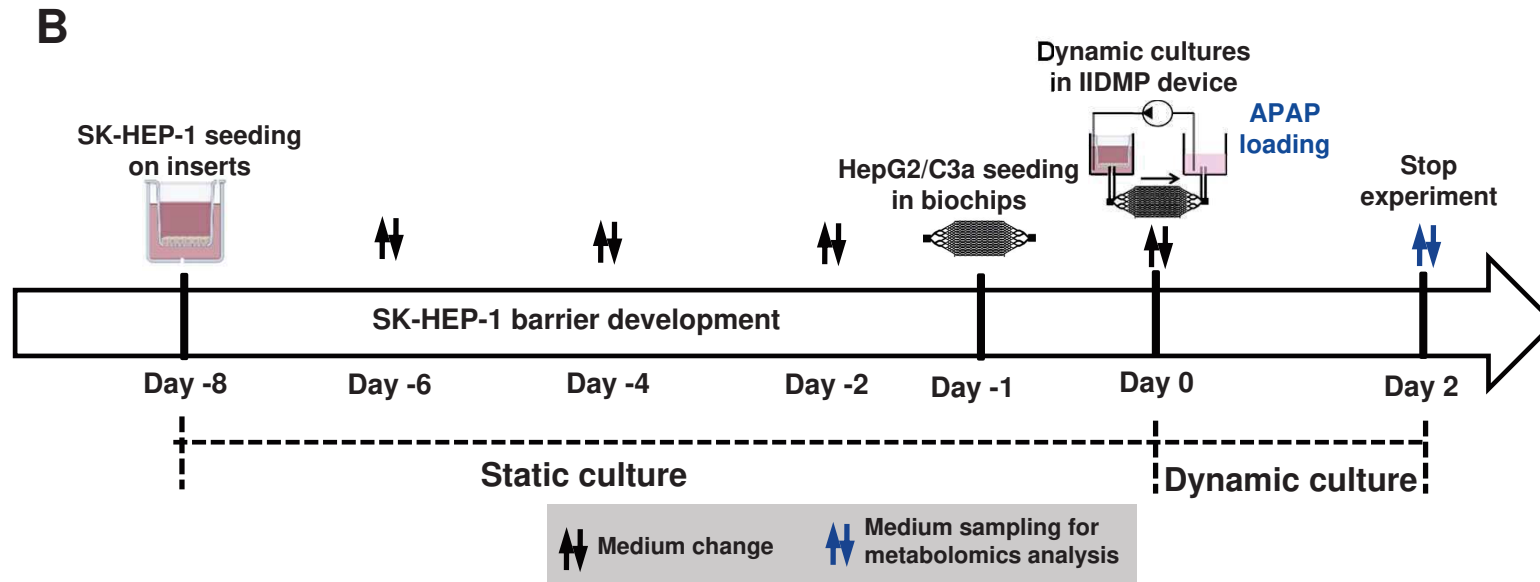 B
Dynamic cultures
in IIDMP device
APAP
loading
SK-HEP-1 seeding
on inserts
HepG2/C3a seeding
in biochips
Stop
experiment
SK-HEP-1 barrier development
Day -8
Day -6
Day -4
Day -2
Day -1
Day 0
Day 2
Static culture
Dynamic culture
Medium change
Medium sampling for
metabolomics analysis